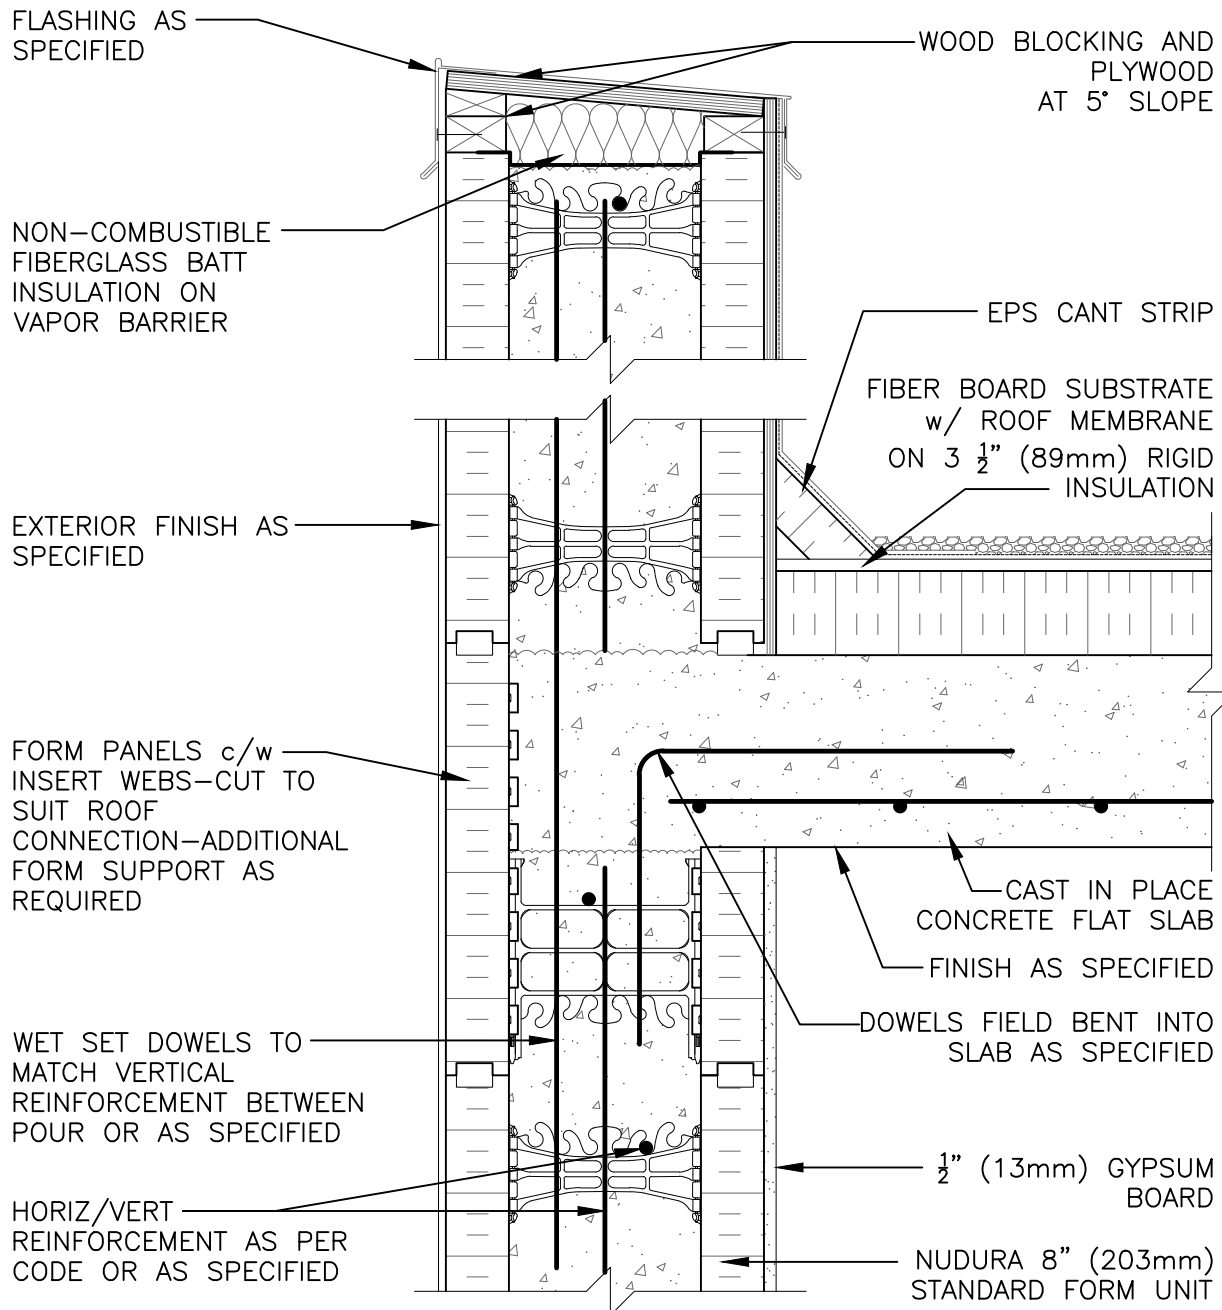 FLASHING AS
SPECIFIED
WOOD BLOCKING AND
PLYWOOD
AT 5° SLOPE
NON-COMBUSTIBLE
FIBERGLASS BATT
INSULATION ON
VAPOR BARRIER
EPS CANT STRIP
FIBER BOARD SUBSTRATE
w/ ROOF MEMBRANE
ON 3 ½" (89mm) RIGID
INSULATION
EXTERIOR FINISH AS
SPECIFIED
FORM PANELS c/w
INSERT WEBS-CUT TO
SUIT ROOF
CONNECTION-ADDITIONAL
FORM SUPPORT AS
REQUIRED
CAST IN PLACE
CONCRETE FLAT SLAB
FINISH AS SPECIFIED
DOWELS FIELD BENT INTO
SLAB AS SPECIFIED
WET SET DOWELS TO
MATCH VERTICAL
REINFORCEMENT BETWEEN
POUR OR AS SPECIFIED
½" (13mm) GYPSUM
BOARD
HORIZ/VERT
REINFORCEMENT AS PER
CODE OR AS SPECIFIED
NUDURA 8" (203mm)
STANDARD FORM UNIT